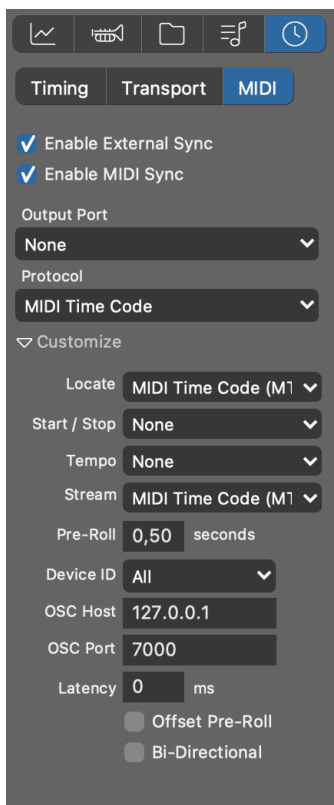 Timing Transport MIDI
Enable External Sync
Enable MIDI Sync
Output Port
None
Protocol
MIDI Time Code
Customize
Locate MIDI Time Code (MT
Start / Stop None
Tempo None
Stream MIDI Time Code (MT
Pre-Roll 0,50 seconds
Device ID All
OSC Host 127.0.0.1
OSC Port 7000
Latency 0 ms
Offset Pre-Roll
Bi-Directional